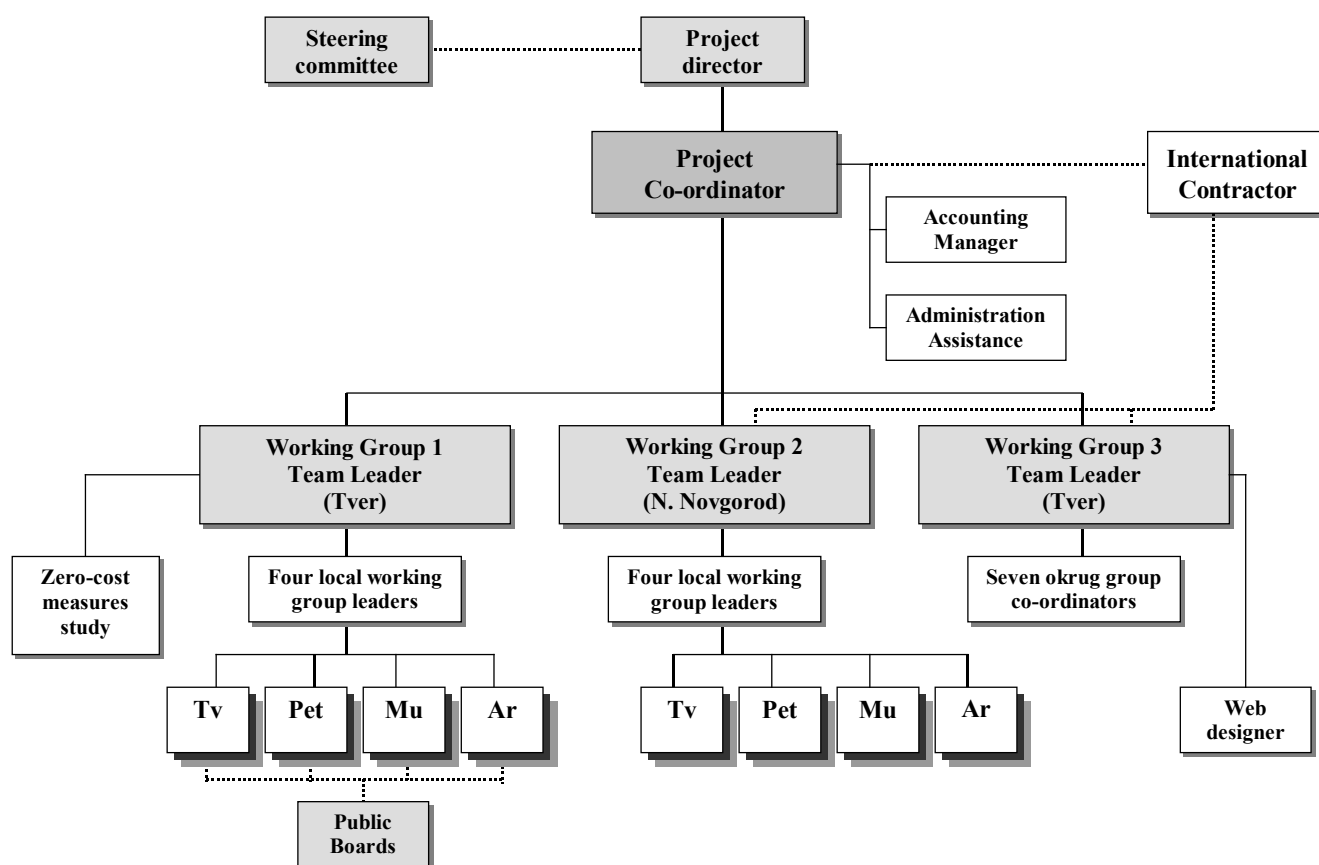 Steering
committee
Project
director
Project
Co-ordinator
International
Contractor
Accounting
Manager
Administration
Assistance
Working Group 1
Team Leader
(Tver)
Working Group 2
Team Leader
(N. Novgorod)
Working Group 3
Team Leader
(Tver)
Zero-cost
measures
study
Four local working
group leaders
Four local working
group leaders
Seven okrug group
co-ordinators
Tv
Pet
Mu
Ar
Tv
Pet
Mu
Ar
Web
designer
Public
Boards